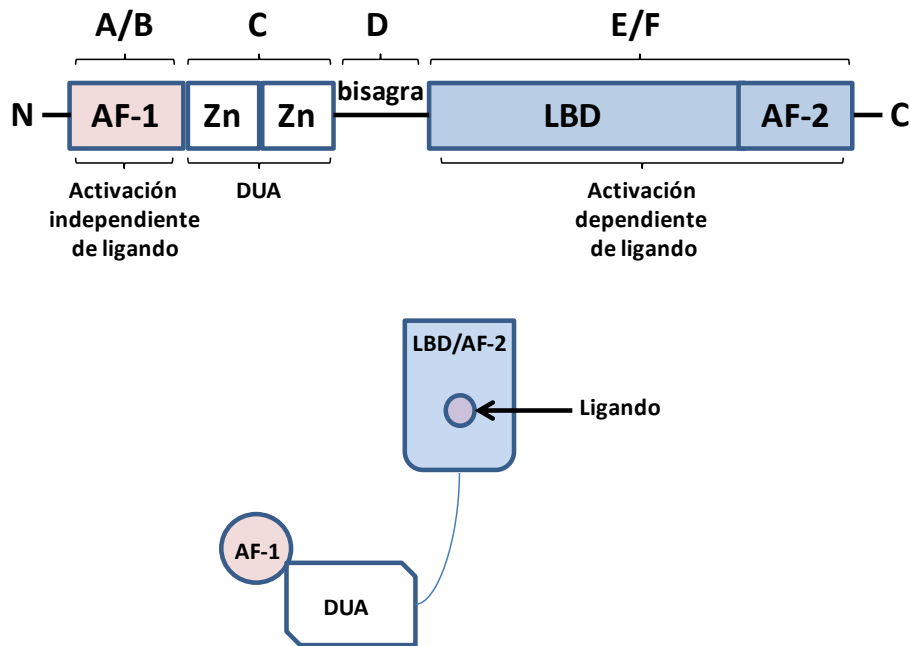 A/B C D E/F
N AF-1 Zn Zn bisagra LBD AF-2 C
Activación
independiente
de ligando
DUA
Activación
dependiente
de ligando
LBD/AF-2
Ligando
AF-1
DUA